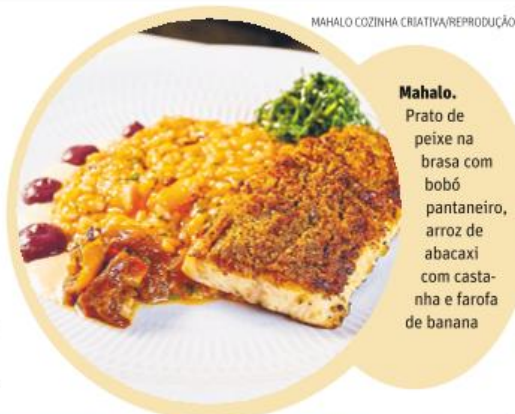 MAHALO COZINHA CRIATIVA/REPRODUÇÃO
Mahalo.
Prato de
peixe na
brasa com
bobó
pantaneiro,
arroz de
abacaxi
com casta-
nha e farofa
de banana